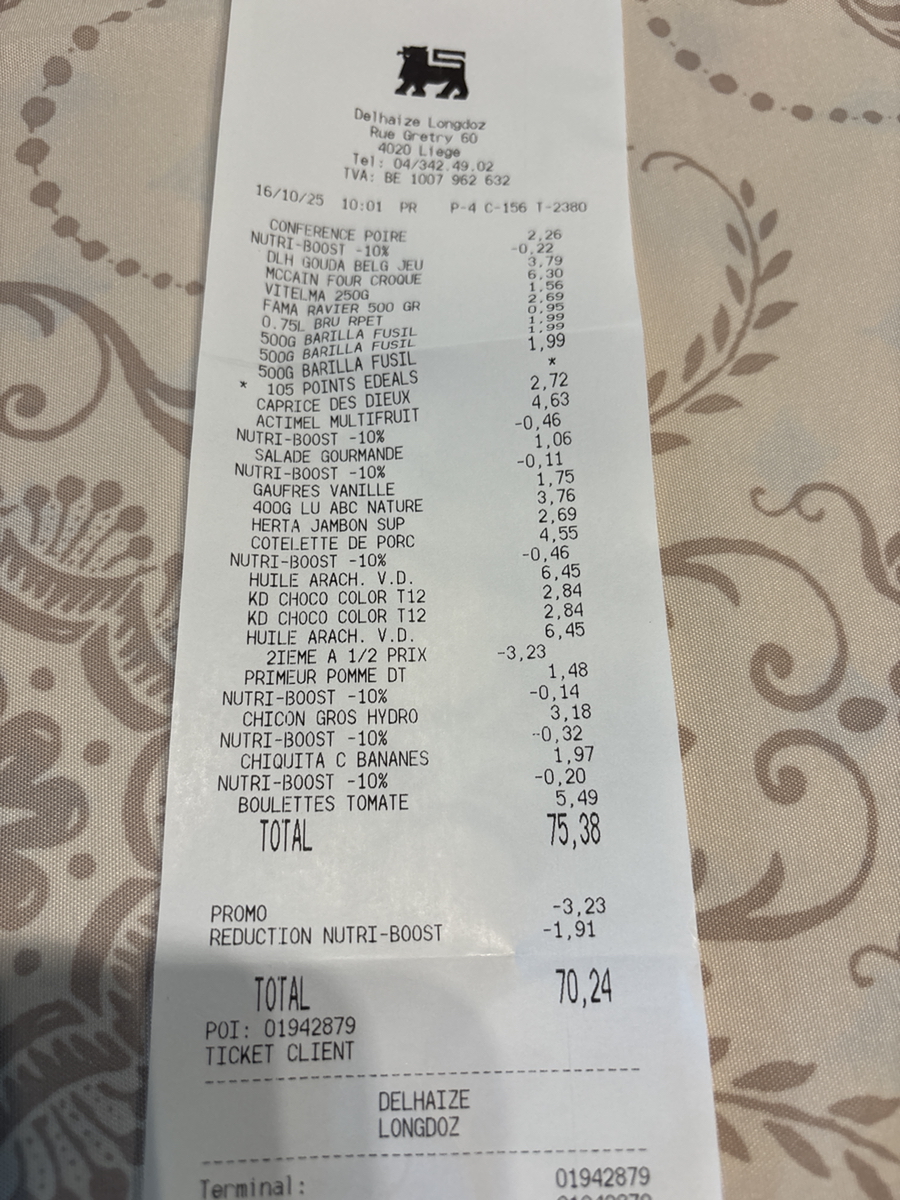 Delhaize Longdoz
Rue Gretry 60
4020 Liege
Tel: 04/342.49.02
TVA: BE 1007 962 632
16/10/25 10:01 PR P-4 C-156 T-2380
CONFERENCE POIRE 2,26
NUTRI-BOOST -10% -0,22
DLH GOUDA BELG JEU 3,79
MCCAIN FOUR CROQUE 6,30
VITELMA 250G 1,56
FAMA RAVIER 500 GR 2,69
0.75L BRU RPET 0,95
500G BARILLA FUSIL 1,99
500G BARILLA FUSIL 1,99
500G BARILLA FUSIL 1,99
* 105 POINTS EDEALS *
CAPRICE DES DIEUX 2,72
ACTIMEL MULTIFRUIT 4,63
NUTRI-BOOST -10% -0,46
SALADE GOURMANDE 1,06
NUTRI-BOOST -10% -0,11
GAUFRES VANILLE 1,75
400G LU ABC NATURE 3,76
HERTA JAMBON SUP 2,69
COTELETTE DE PORC 4,55
NUTRI-BOOST -10% -0,46
HUILE ARACH. V.D. 6,45
KD CHOCO COLOR T12 2,84
KD CHOCO COLOR T12 2,84
HUILE ARACH. V.D. 6,45
2IEME A 1/2 PRIX -3,23
PRIMEUR POMME DT 1,48
NUTRI-BOOST -10% -0,14
CHICON GROS HYDRO 3,18
NUTRI-BOOST -10% -0,32
CHIQUITA C BANANES 1,97
NUTRI-BOOST -10% -0,20
BOULETTES TOMATE 5,49
TOTAL 75,38
PROMO -3,23
REDUCTION NUTRI-BOOST -1,91
TOTAL 70,24
POI: 01942879
TICKET CLIENT
DELHAIZE
LONGDOZ
Terminal: 01942879